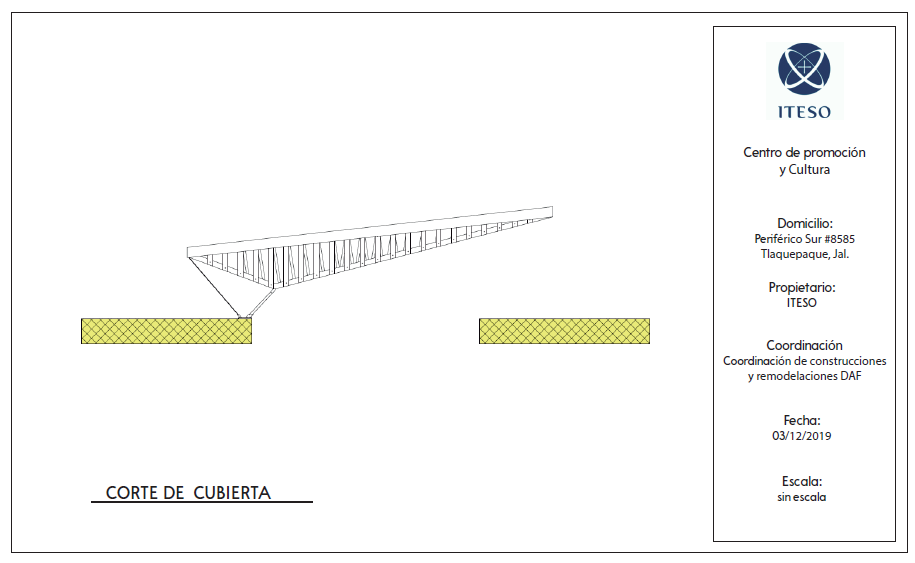 ITESO
Centro de promoción
y Cultura
Domicilio:
Periférico Sur #8585
Tlaquepaque, Jal.
Propietario:
ITESO
Coordinación
Coordinación de construcciones
y remodelaciones DAF
Fecha:
03/12/2019
Escala:
sin escala
CORTE DE CUBIERTA